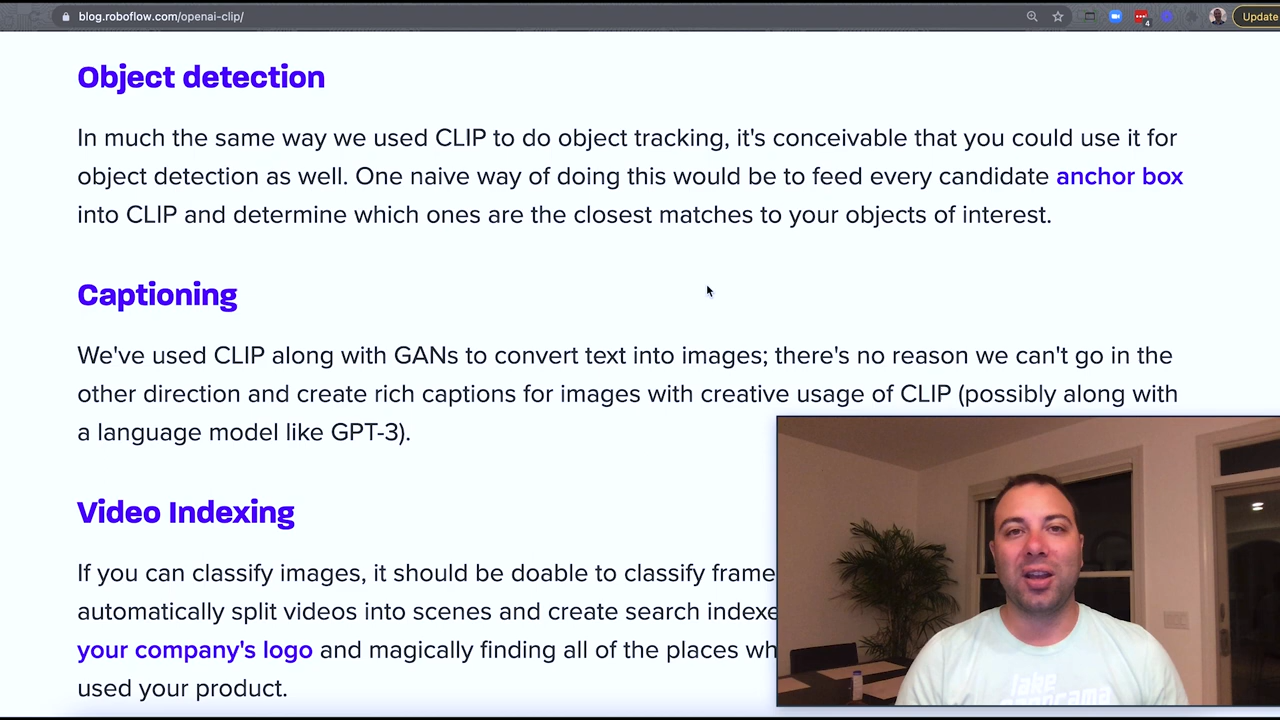 blog.roboflow.com/openai-clip/
4
Update
Object detection
In much the same way we used CLIP to do object tracking, it's conceivable that you could use it for
object detection as well. One naive way of doing this would be to feed every candidate anchor box
into CLIP and determine which ones are the closest matches to your objects of interest.
Captioning
We've used CLIP along with GANs to convert text into images; there's no reason we can't go in the
other direction and create rich captions for images with creative usage of CLIP (possibly along with
a language model like GPT-3).
Video Indexing
If you can classify images, it should be doable to classify frame
automatically split videos into scenes and create search indexe
your company's logo and magically finding all of the places wh
used your product.
lake
panorama